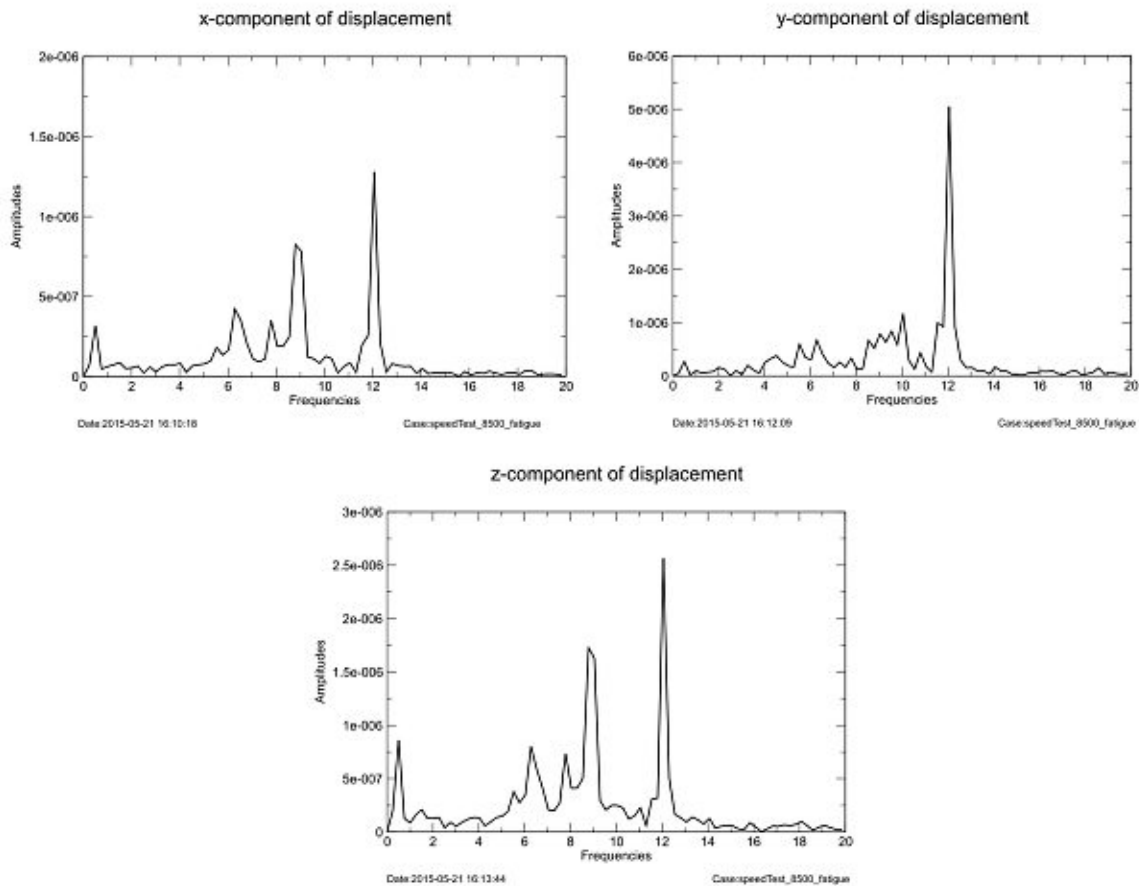 x-component of displacement
2e-006
1.5e-006
Amplitudes
1e-006
5e-007
0
0 2 4 6 8 10 12 14 16 18 20
Frequencies
Date:2015-05-21 16:10:18 Case:speedTest_8500_fatigue
y-component of displacement
6e-006
5e-006
4e-006
Amplitudes
3e-006
2e-006
1e-006
0
0 2 4 6 8 10 12 14 16 18 20
Frequencies
Date:2015-05-21 16:12:09 Case:speedTest_8500_fatigue
z-component of displacement
3e-006
2.5e-006
2e-006
Amplitudes
1.5e-006
1e-006
5e-007
0
0 2 4 6 8 10 12 14 16 18 20
Frequencies
Date:2015-05-21 16:13:44 Case:speedTest_8500_fatigue